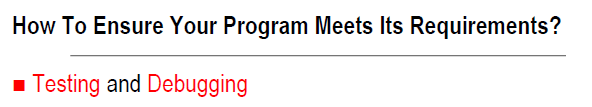 How To Ensure Your Program Meets Its Requirements?
■ Testing and Debugging